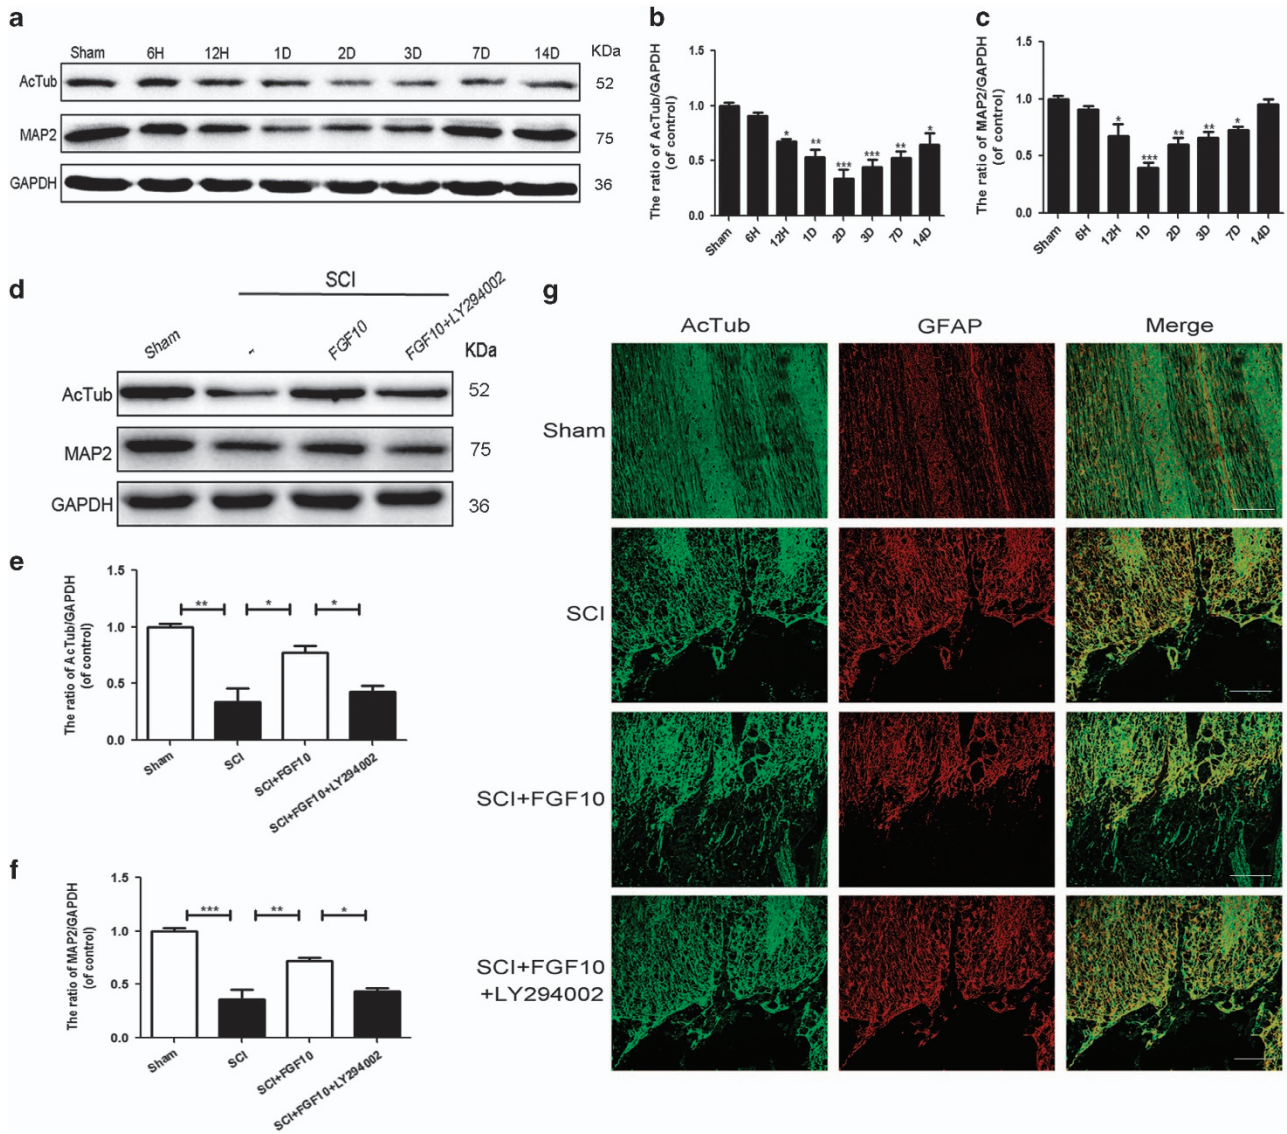 a
Sham 6H 12H 1D 2D 3D 7D 14D KDa
AcTub 52
MAP2 75
GAPDH 36
b
The ratio of AcTub/GAPDH
(of control)
1.5
1.0
0.5
0.0
* ** *** *** ** *
Sham 6H 12H 1D 2D 3D 7D 14D
c
The ratio of MAP2/GAPDH
(of control)
1.5
1.0
0.5
0.0
* *** ** ** *
Sham 6H 12H 1D 2D 3D 7D 14D
d
SCI
Sham - FGF10 FGF10+LY294002 KDa
AcTub 52
MAP2 75
GAPDH 36
e
The ratio of AcTub/GAPDH
(of control)
1.5
1.0
0.5
0.0
** * *
Sham SCI SCI+FGF10 SCI+FGF10+LY294002
f
The ratio of MAP2/GAPDH
(of control)
1.5
1.0
0.5
0.0
*** ** *
Sham SCI SCI+FGF10 SCI+FGF10+LY294002
g
AcTub GFAP Merge
Sham
SCI
SCI+FGF10
SCI+FGF10
+LY294002